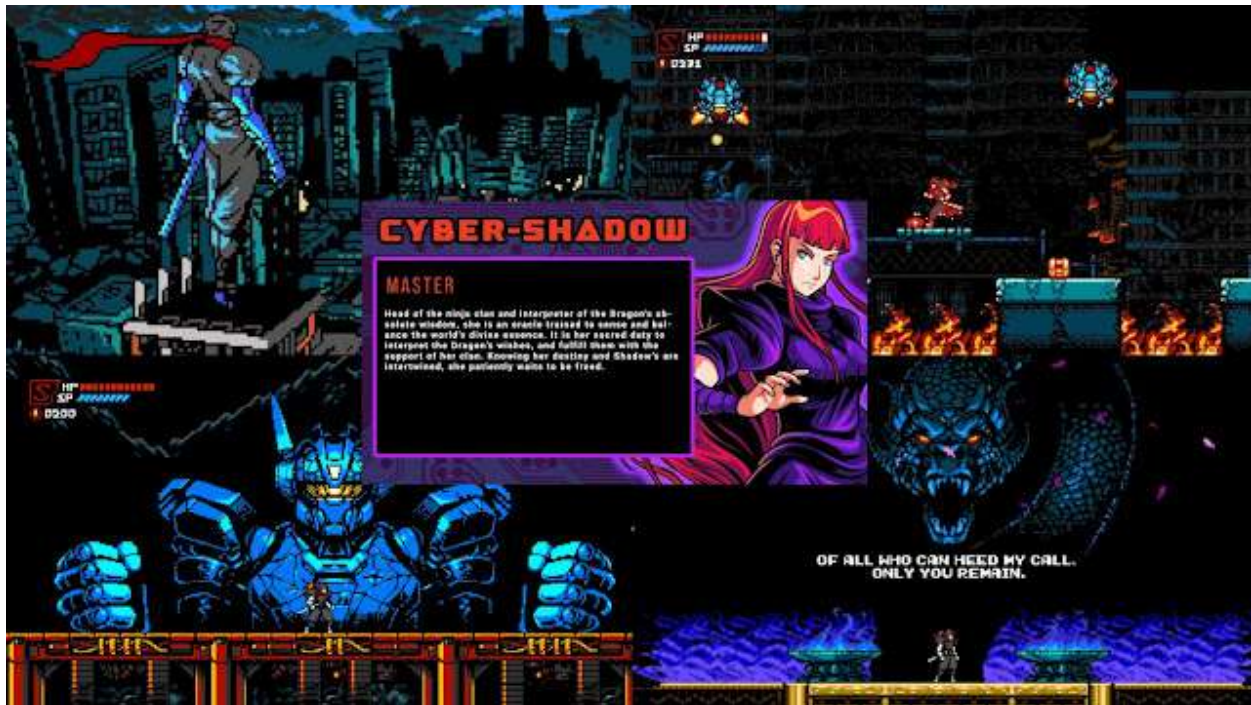 HP
SP
0271
CYBER-SHADOW
MASTER
Head of the ninja clan and interpreter of the Dragon's ab-
solute wisdom, she is an oracle trained to sense and bal-
ance the world's divine essence. It is her sacred duty to
interpret the Dragon's wishes, and fulfill them with the
support of her clan. Knowing her destiny and Shadow's are
intertwined, she patiently waits to be freed.
S HP
SP
0200
OF ALL WHO CAN HEED MY CALL.
ONLY YOU REMAIN.